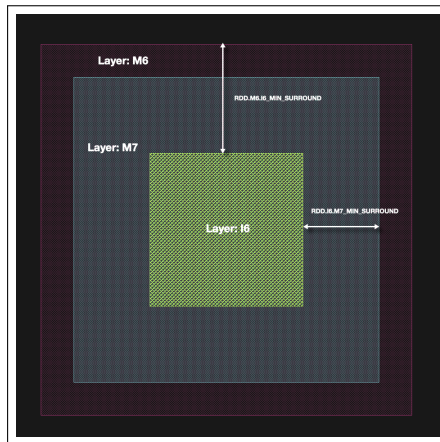 Layer: M6
RDD.M6.I6_MIN_SURROUND
Layer: M7
RDD.I6.M7_MIN_SURROUND
Layer: I6